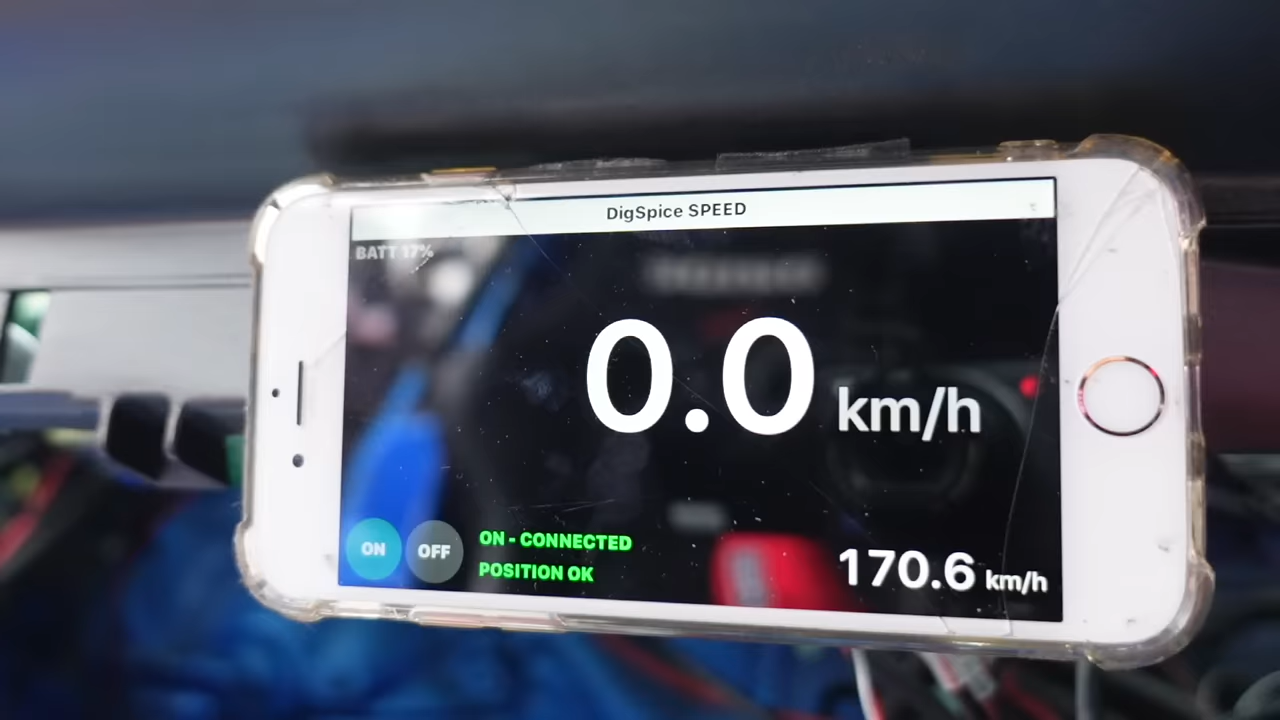 DigSpice SPEED
BATT 17%
0.0 km/h
ON OFF
ON - CONNECTED
POSITION OK
170.6 km/h